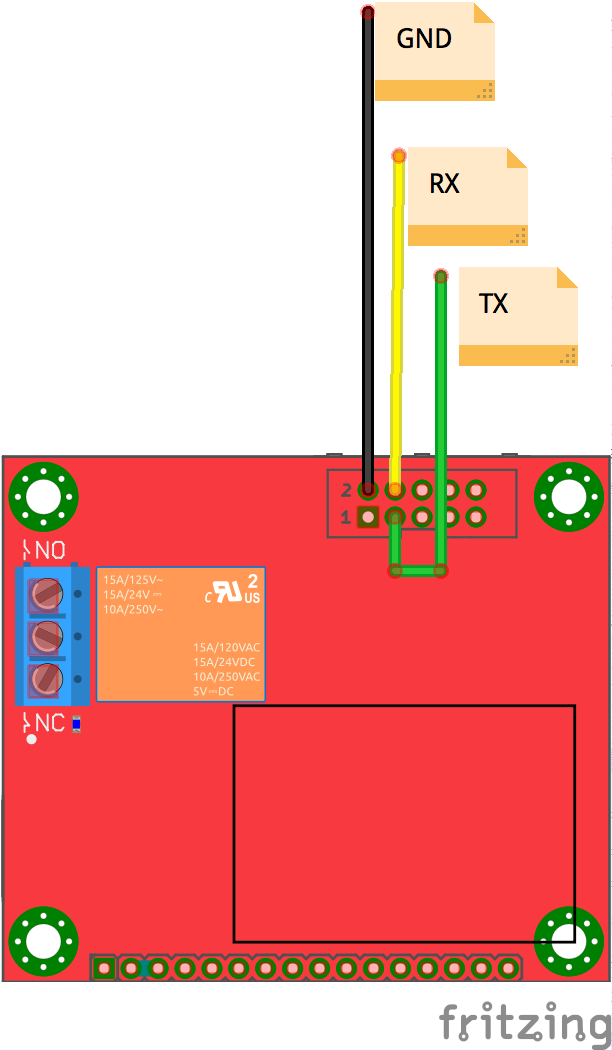 GND
RX
TX
2
1
NO
15A/125V~
15A/24V⎓
10A/250V~
c RU US
2
15A/120VAC
15A/24VDC
10A/250VAC
5V⎓DC
NC
fritzing